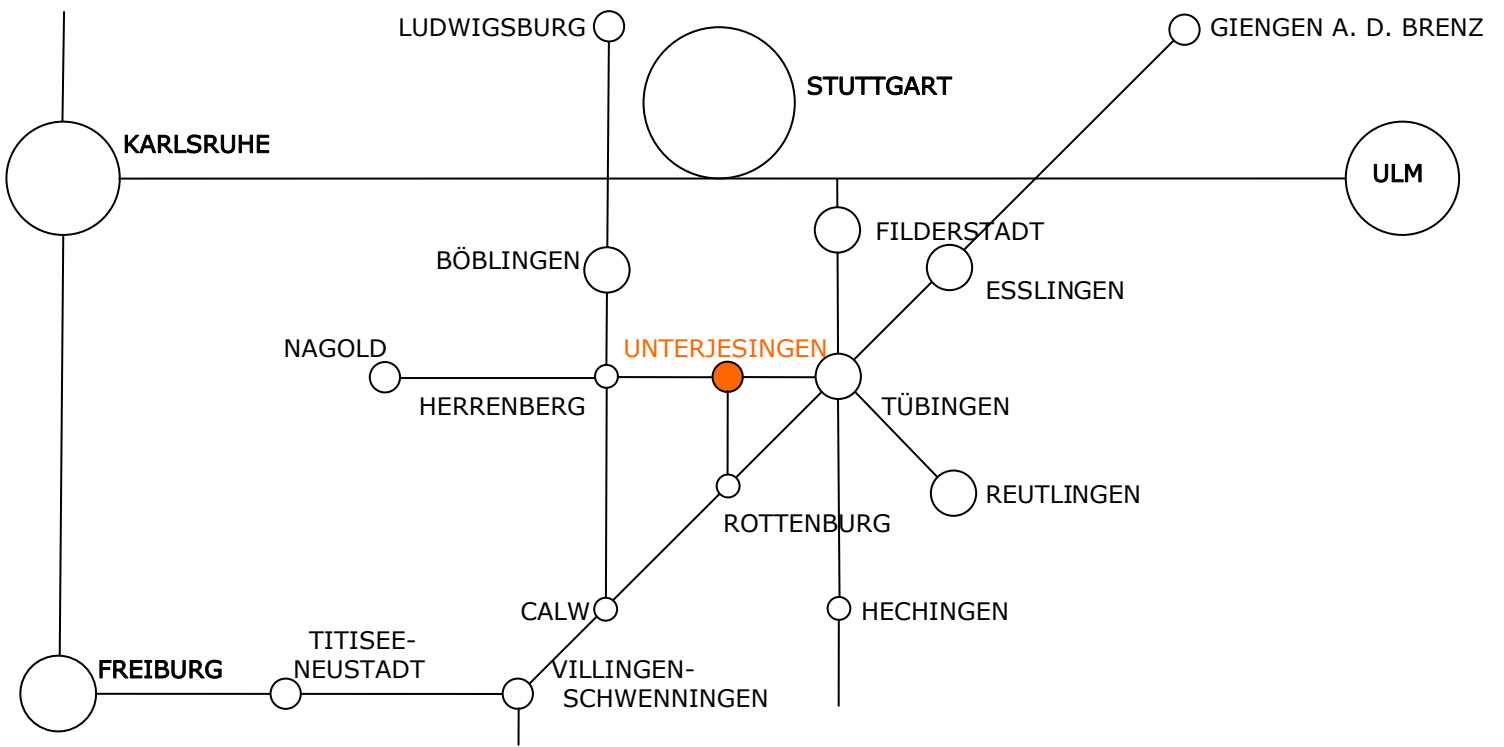 LUDWIGSBURG
GIENGEN A. D. BRENZ
STUTTGART
KARLSRUHE
ULM
FILDERSTADT
BÖBLINGEN
ESSLINGEN
NAGOLD
UNTERJESINGEN
HERRENBERG
TÜBINGEN
REUTLINGEN
ROTTENBURG
CALW
HECHINGEN
TITISEE-
NEUSTADT
FREIBURG
VILLINGEN-
SCHWENNINGEN